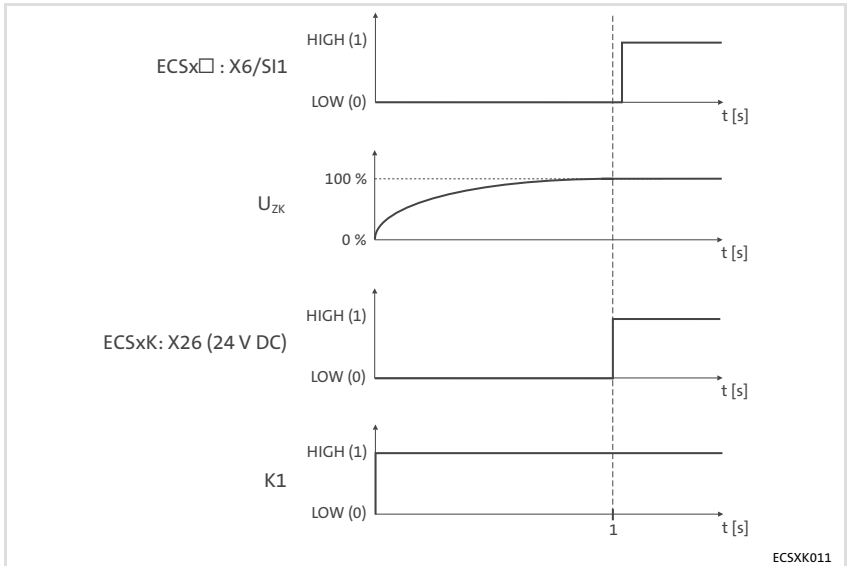 HIGH (1)
ECSx□ : X6/SI1
LOW (0)
t [s]
100 %
UZK
0 %
t [s]
HIGH (1)
ECSxK: X26 (24 V DC)
LOW (0)
t [s]
HIGH (1)
K1
LOW (0)
1
t [s]
ECSXK011